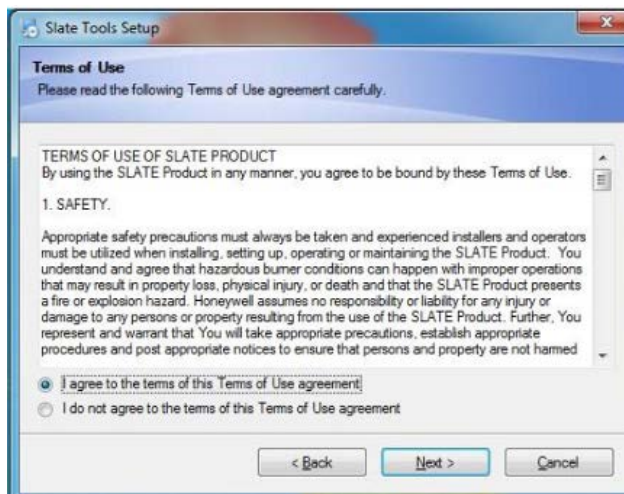 Slate Tools Setup
Terms of Use
Please read the following Terms of Use agreement carefully.
TERMS OF USE OF SLATE PRODUCT
By using the SLATE Product in any manner, you agree to be bound by these Terms of Use.
1. SAFETY.
Appropriate safety precautions must always be taken and experienced installers and operators
must be utilized when installing, setting up, operating or maintaining the SLATE Product. You
understand and agree that hazardous burner conditions can happen with improper operations
that may result in property loss, physical injury, or death and that the SLATE Product presents
a fire or explosion hazard. Honeywell assumes no responsibility or liability for any injury or
damage to any persons or property resulting from the use of the SLATE Product. Further, You
represent and warrant that You will take appropriate precautions, establish appropriate
procedures and post appropriate notices to ensure that persons and property are not harmed
I agree to the terms of this Terms of Use agreement
I do not agree to the terms of this Terms of Use agreement
< Back Next > Cancel